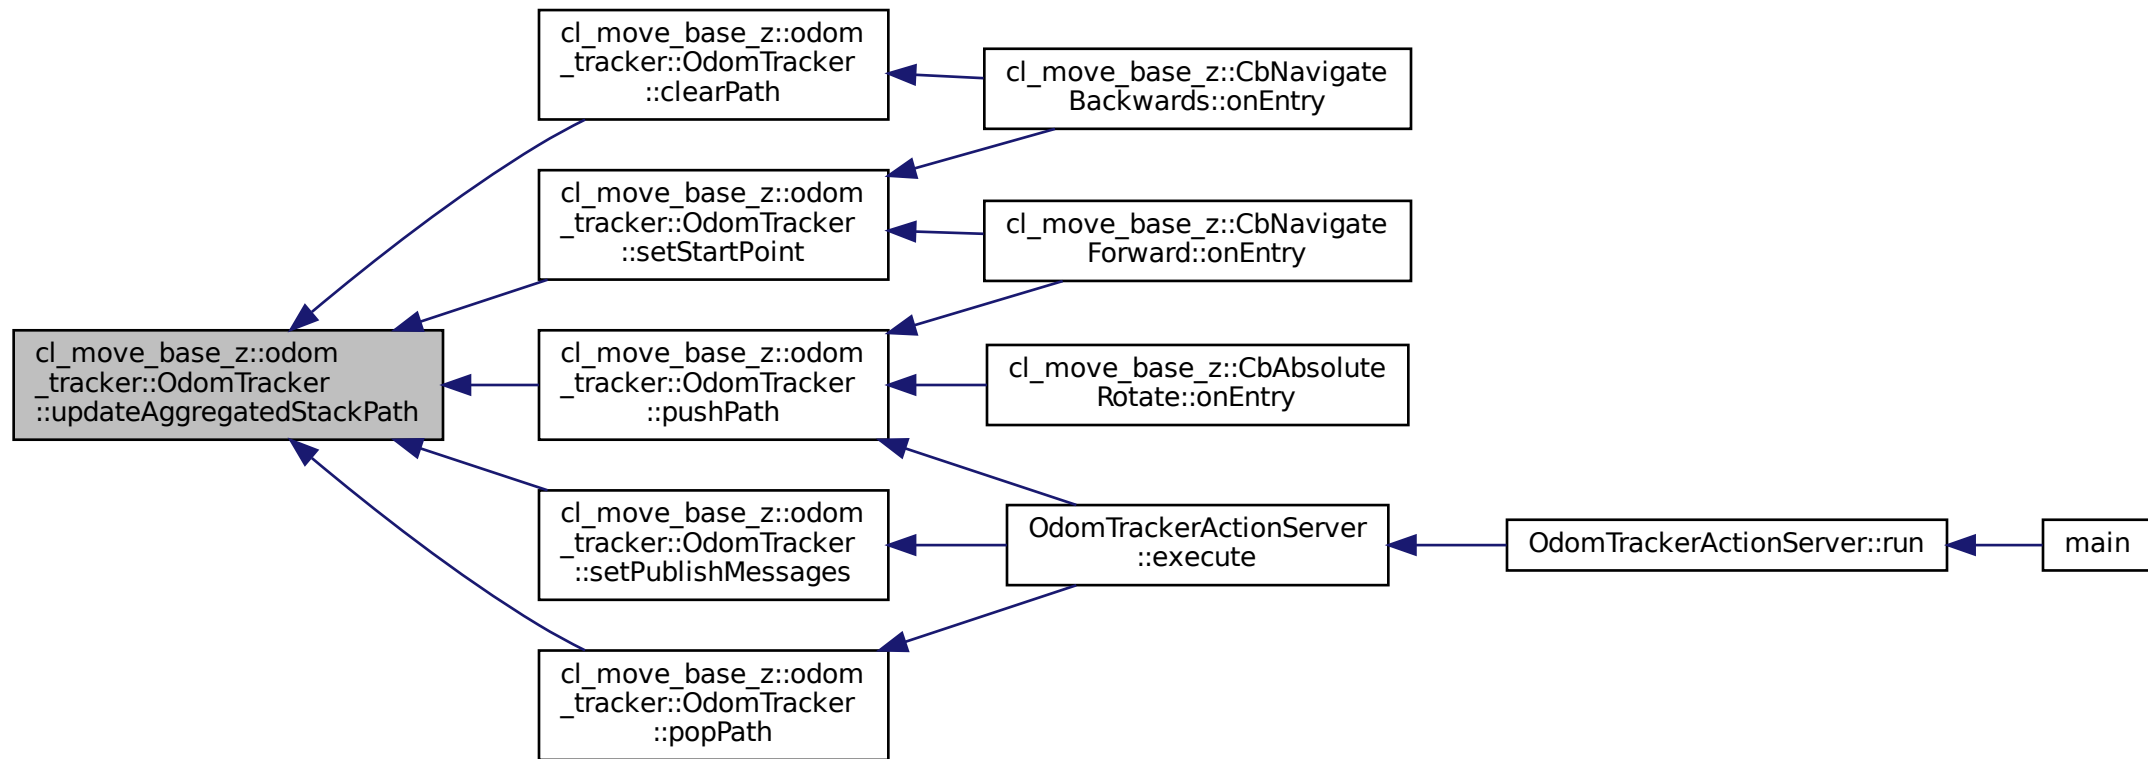 cl_move_base_z::odom
_tracker::OdomTracker
::updateAggregatedStackPath
cl_move_base_z::odom
_tracker::OdomTracker
::clearPath
cl_move_base_z::odom
_tracker::OdomTracker
::setStartPoint
cl_move_base_z::odom
_tracker::OdomTracker
::pushPath
cl_move_base_z::odom
_tracker::OdomTracker
::setPublishMessages
cl_move_base_z::odom
_tracker::OdomTracker
::popPath
cl_move_base_z::CbNavigate
Backwards::onEntry
cl_move_base_z::CbNavigate
Forward::onEntry
cl_move_base_z::CbAbsolute
Rotate::onEntry
OdomTrackerActionServer
::execute
OdomTrackerActionServer::run
main